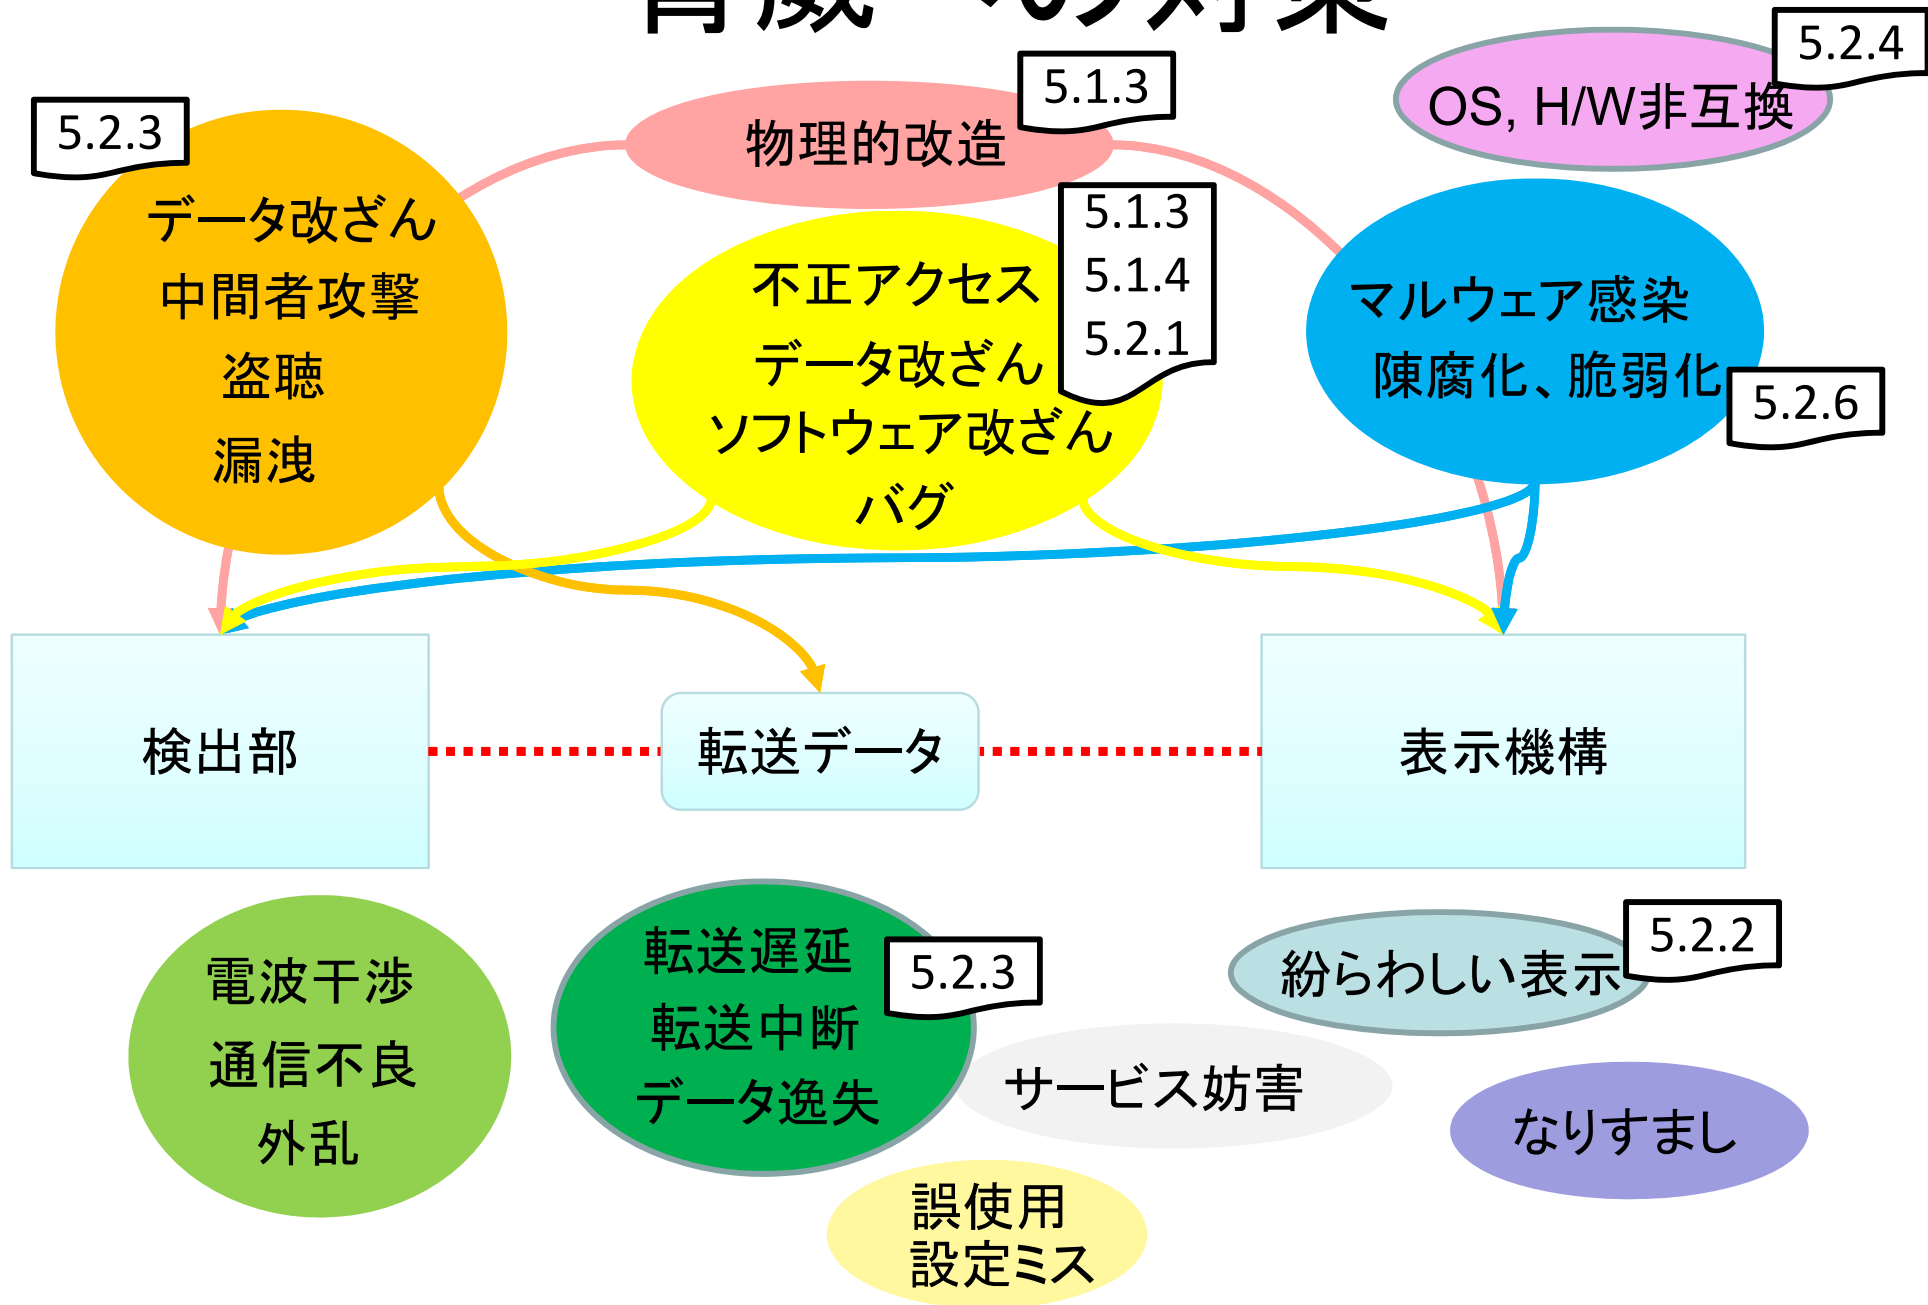 脅威への対策
5.2.4
OS, H/W非互換
5.1.3
物理的改造
5.2.3
データ改ざん
中間者攻撃
盗聴
漏洩
5.1.3
5.1.4
5.2.1
不正アクセス
データ改ざん
ソフトウェア改ざん
バグ
マルウェア感染
陳腐化、脆弱化
5.2.6
検出部
転送データ
表示機構
電波干渉
通信不良
外乱
転送遅延
転送中断
データ逸失
5.2.3
紛らわしい表示
5.2.2
サービス妨害
なりすまし
誤使用
設定ミス